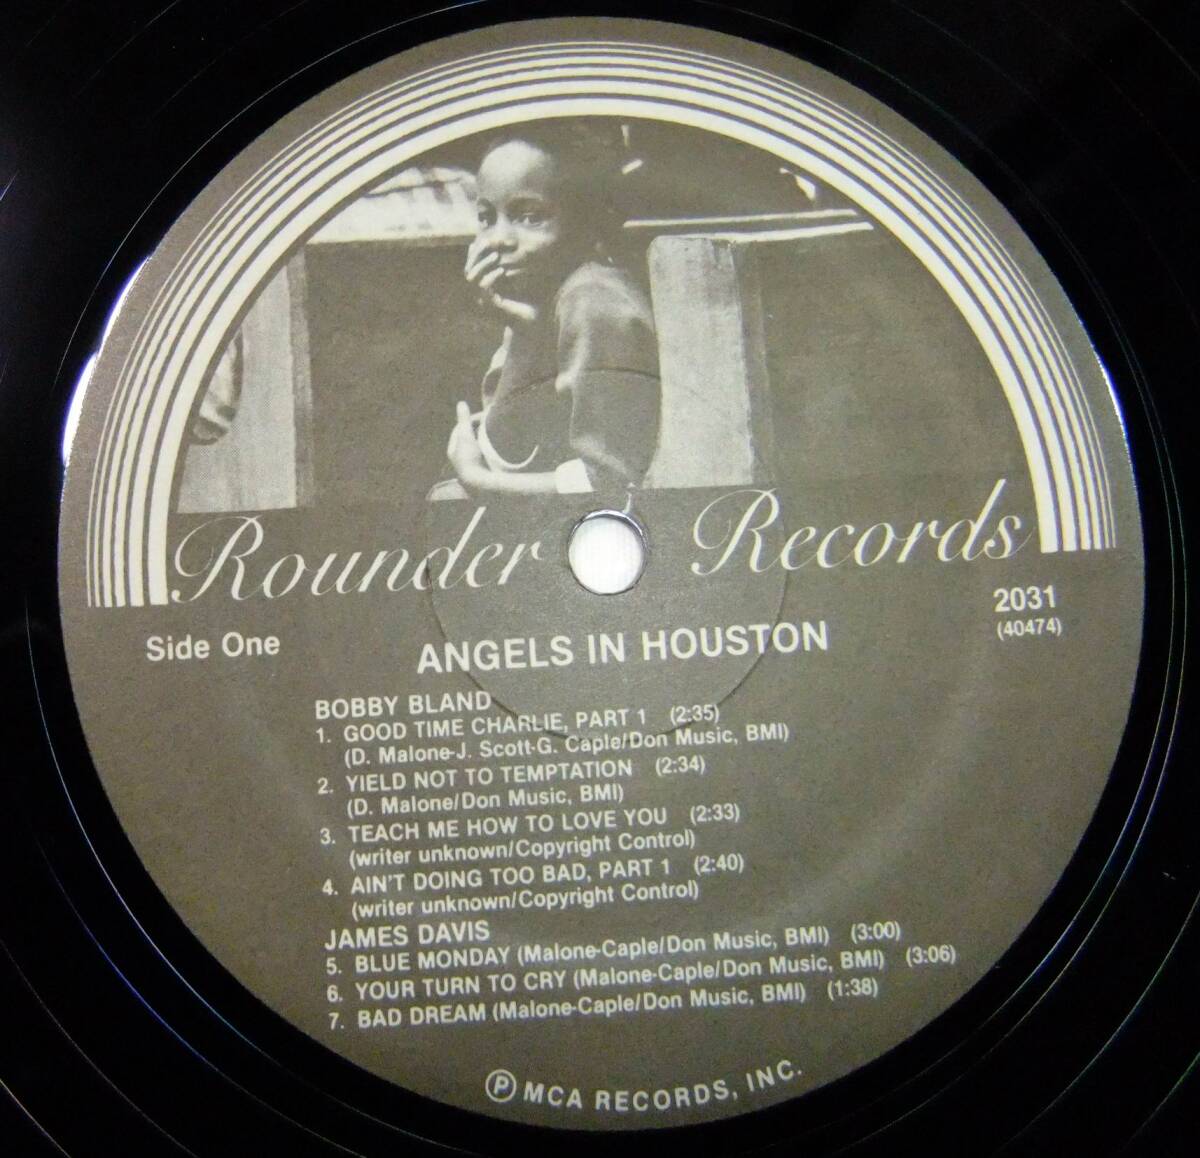 Rounder Records
2031
(40474)
Side One
ANGELS IN HOUSTON
BOBBY BLAND
1. GOOD TIME CHARLIE, PART 1 (2:35)
(D. Malone-J. Scott-G. Caple/Don Music, BMI)
2. YIELD NOT TO TEMPTATION (2:34)
(D. Malone/Don Music, BMI)
3. TEACH ME HOW TO LOVE YOU (2:33)
(writer unknown/Copyright Control)
4. AIN'T DOING TOO BAD, PART 1 (2:40)
(writer unknown/Copyright Control)
JAMES DAVIS
5. BLUE MONDAY (Malone-Caple/Don Music, BMI) (3:00)
6. YOUR TURN TO CRY (Malone-Caple/Don Music, BMI) (3:06)
7. BAD DREAM (Malone-Caple/Don Music, BMI) (1:38)
℗ MCA RECORDS, INC.